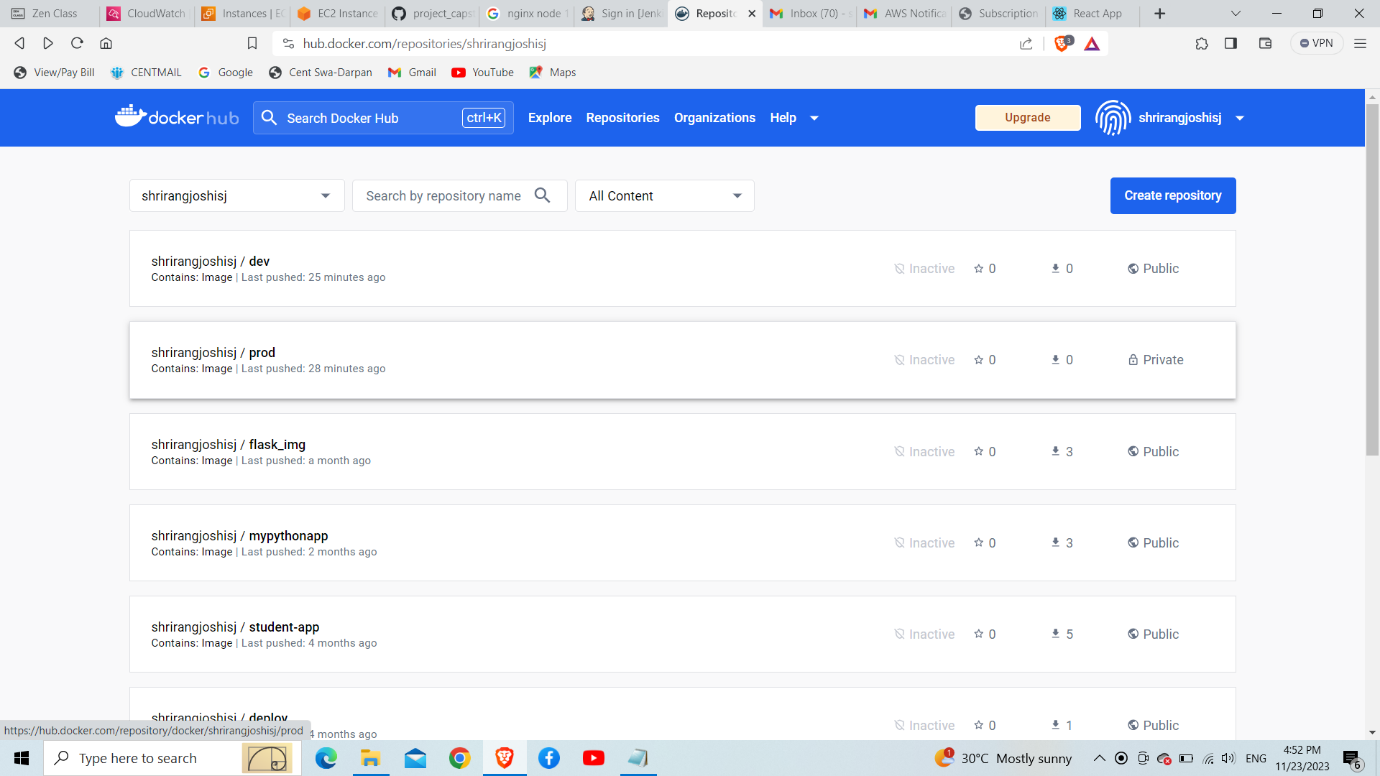 Zen Class
CloudWatch
Instances | EC
EC2 Instance
project_caps
nginx node 1
Sign in [Jenk
Reposito
Inbox (70) - s
AWS Notifica
Subscription
React App
hub.docker.com/repositories/shrirangjoshisj
3
VPN
View/Pay Bill
CENTMAIL
Google
Cent Swa-Darpan
Gmail
YouTube
Maps
dockerhub
Search Docker Hub
ctrl+K
Explore
Repositories
Organizations
Help
Upgrade
shrirangjoshisj
shrirangjoshisj
Search by repository name
All Content
Create repository
shrirangjoshisj / dev
Contains: Image | Last pushed: 25 minutes ago
Inactive
0
0
Public
shrirangjoshisj / prod
Contains: Image | Last pushed: 28 minutes ago
Inactive
0
0
Private
shrirangjoshisj / flask_img
Contains: Image | Last pushed: a month ago
Inactive
0
3
Public
shrirangjoshisj / mypythonapp
Contains: Image | Last pushed: 2 months ago
Inactive
0
3
Public
shrirangjoshisj / student-app
Contains: Image | Last pushed: 4 months ago
Inactive
0
5
Public
shrirangjoshisj / deploy
4 months ago
Inactive
0
1
Public
https://hub.docker.com/repository/docker/shrirangjoshisj/prod
Type here to search
1
30°C Mostly sunny
ENG
4:52 PM
11/23/2023
6